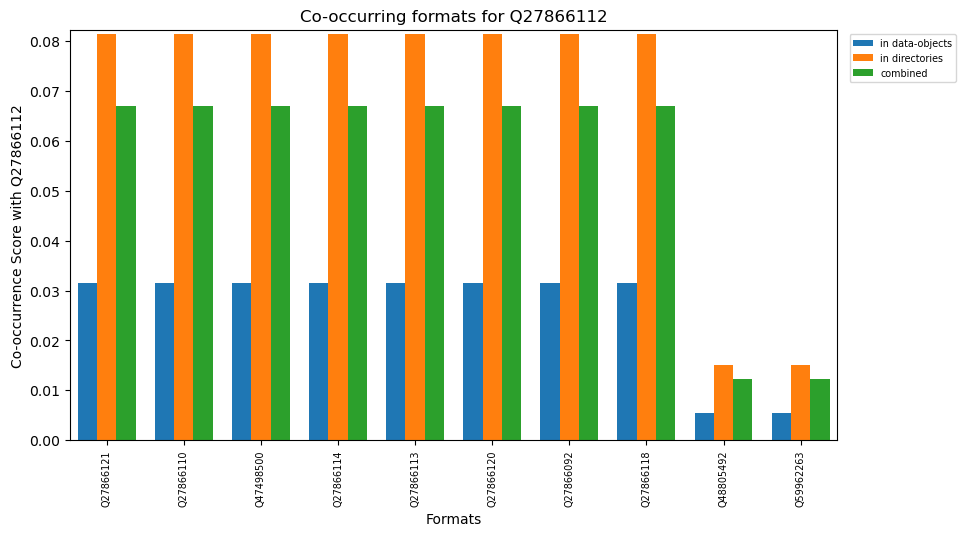 Co-occurring formats for Q27866112
in data-objects
in directories
combined
Co-occurrence Score with Q27866112
0.08
0.07
0.06
0.05
0.04
0.03
0.02
0.01
0.00
Q27866121
Q27866110
Q47498500
Q27866114
Q27866113
Q27866120
Q27866092
Q27866118
Q48805492
Q59962263
Formats